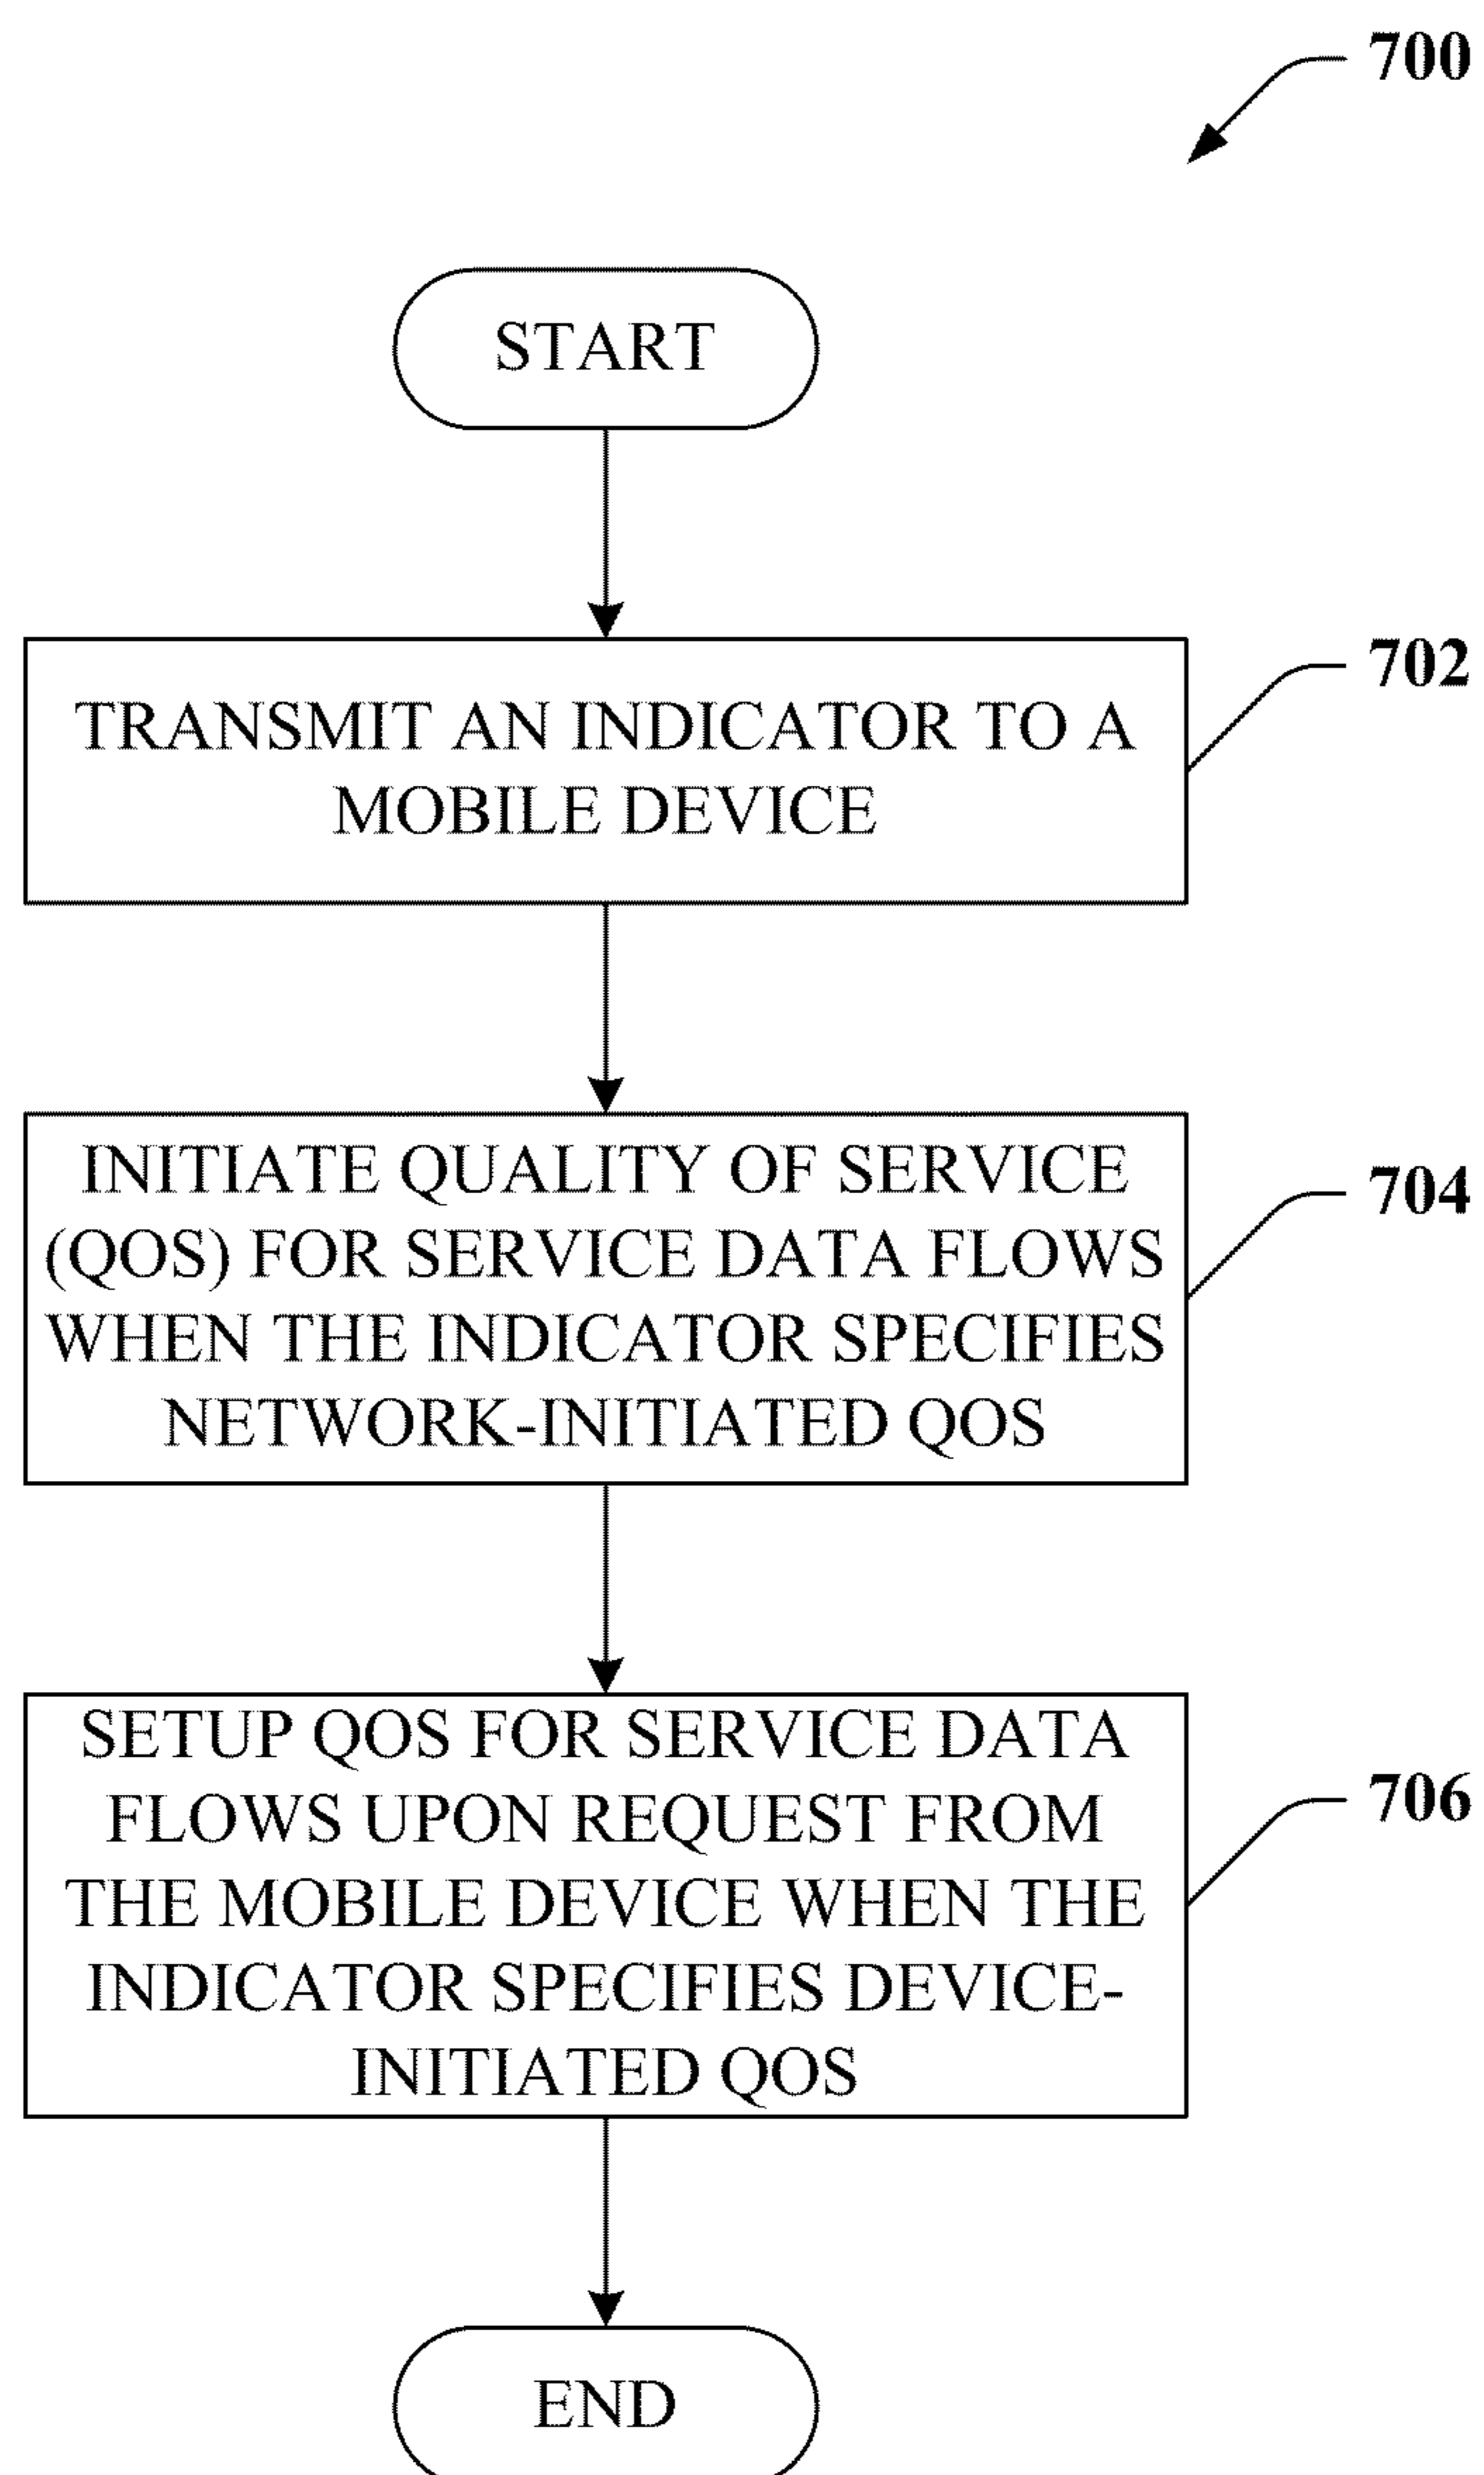 700
START
702
TRANSMIT AN INDICATOR TO A
MOBILE DEVICE
704
INITIATE QUALITY OF SERVICE
(QOS) FOR SERVICE DATA FLOWS
WHEN THE INDICATOR SPECIFIES
NETWORK-INITIATED QOS
706
SETUP QOS FOR SERVICE DATA
FLOWS UPON REQUEST FROM
THE MOBILE DEVICE WHEN THE
INDICATOR SPECIFIES DEVICE-
INITIATED QOS
END